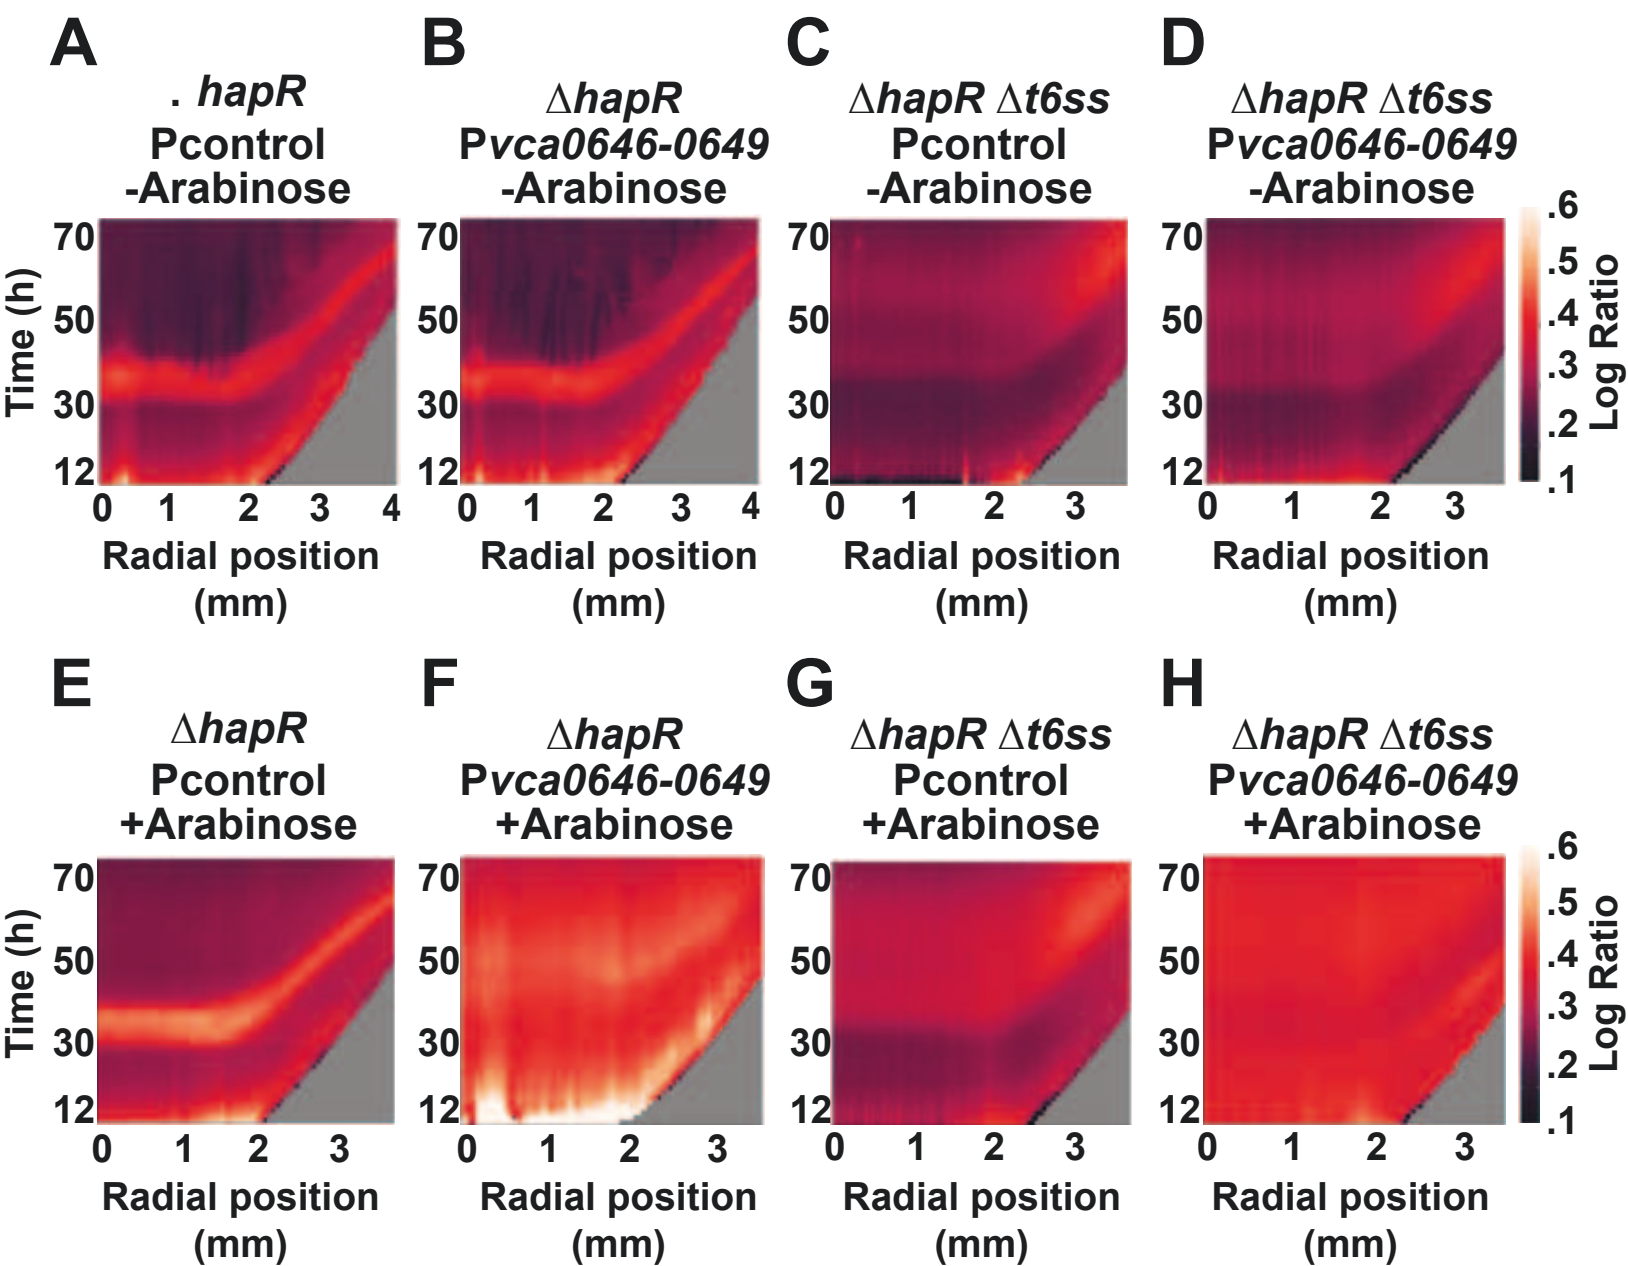 A
. hapR
Pcontrol
-Arabinose
B
ΔhapR
Pvca0646-0649
-Arabinose
C
ΔhapR Δt6ss
Pcontrol
-Arabinose
D
ΔhapR Δt6ss
Pvca0646-0649
-Arabinose
Time (h)
70
50
30
12
0 1 2 3 4
Radial position
(mm)
70
50
30
12
0 1 2 3 4
Radial position
(mm)
70
50
30
12
0 1 2 3
Radial position
(mm)
70
50
30
12
0 1 2 3
Radial position
(mm)
.6
.5
.4
.3
.2
.1
Log Ratio
E
ΔhapR
Pcontrol
+Arabinose
F
ΔhapR
Pvca0646-0649
+Arabinose
G
ΔhapR Δt6ss
Pcontrol
+Arabinose
H
ΔhapR Δt6ss
Pvca0646-0649
+Arabinose
Time (h)
70
50
30
12
0 1 2 3
Radial position
(mm)
70
50
30
12
0 1 2 3
Radial position
(mm)
70
50
30
12
0 1 2 3
Radial position
(mm)
70
50
30
12
0 1 2 3
Radial position
(mm)
.6
.5
.4
.3
.2
.1
Log Ratio